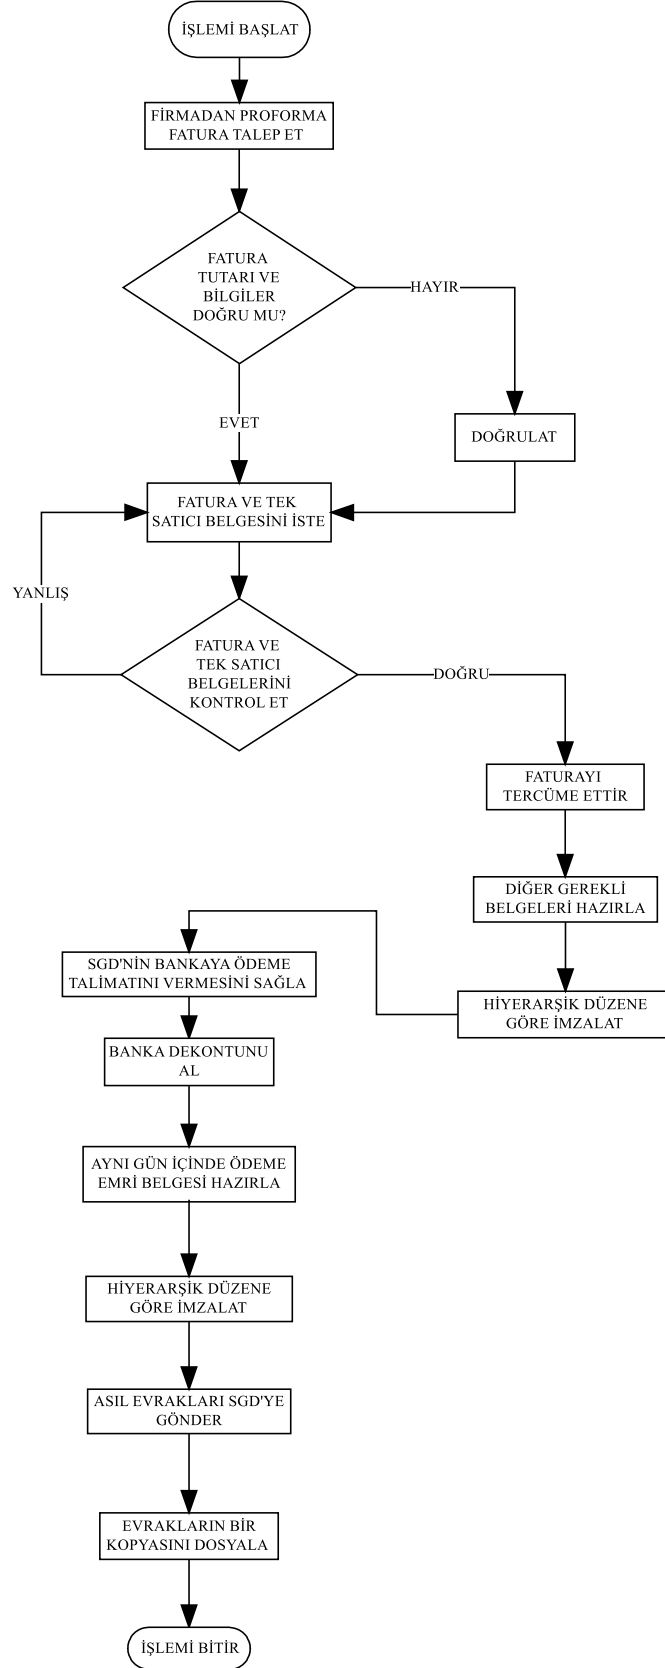 İŞLEMİ BAŞLAT
FİRMADAN PROFORMA
FATURA TALEP ET
FATURA
TUTARI VE
BİLGİLER
DOĞRU MU?
HAYIR
EVET
DOĞRULAT
FATURA VE TEK
SATICI BELGESİNİ İSTE
YANLIŞ
FATURA VE
TEK SATICI
BELGELERİNİ
KONTROL ET
DOĞRU
FATURAYI
TERCÜME ETTİR
DİĞER GEREKLİ
BELGELERİ HAZIRLA
HİYERARŞİK DÜZENE
GÖRE İMZALAT
SGD'NİN BANKAYA ÖDEME
TALİMATINI VERMESİNİ SAĞLA
BANKA DEKONTUNU
AL
AYNI GÜN İÇİNDE ÖDEME
EMRİ BELGESİ HAZIRLA
HİYERARŞİK DÜZENE
GÖRE İMZALAT
ASIL EVRAKLARI SGD'YE
GÖNDER
EVRAKLARIN BİR
KOPYASINI DOSYALA
İŞLEMİ BİTİR